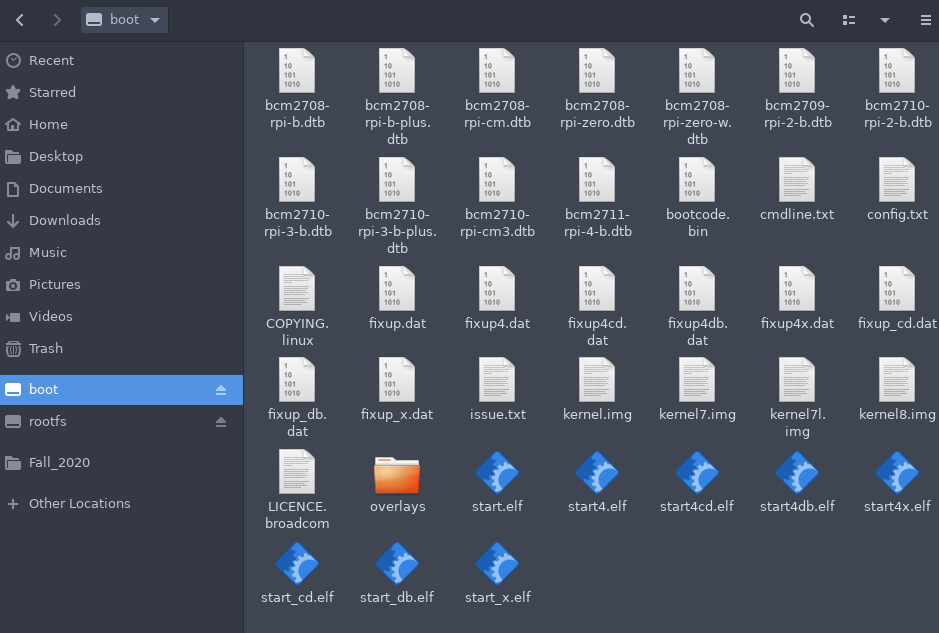 boot
Recent
Starred
Home
Desktop
Documents
Downloads
Music
Pictures
Videos
Trash
boot
rootfs
Fall_2020
Other Locations
bcm2708-
rpi-b.dtb
bcm2708-
rpi-b-plus.
dtb
bcm2708-
rpi-cm.dtb
bcm2708-
rpi-zero.dtb
bcm2708-
rpi-zero-w.
dtb
bcm2709-
rpi-2-b.dtb
bcm2710-
rpi-2-b.dtb
bcm2710-
rpi-3-b.dtb
bcm2710-
rpi-3-b-plus.
dtb
bcm2710-
rpi-cm3.dtb
bcm2711-
rpi-4-b.dtb
bootcode.
bin
cmdline.txt
config.txt
COPYING.
linux
fixup.dat
fixup4.dat
fixup4cd.
dat
fixup4db.
dat
fixup4x.dat
fixup_cd.dat
fixup_db.
dat
fixup_x.dat
issue.txt
kernel.img
kernel7.img
kernel7l.
img
kernel8.img
LICENCE.
broadcom
overlays
start.elf
start4.elf
start4cd.elf
start4db.elf
start4x.elf
start_cd.elf
start_db.elf
start_x.elf